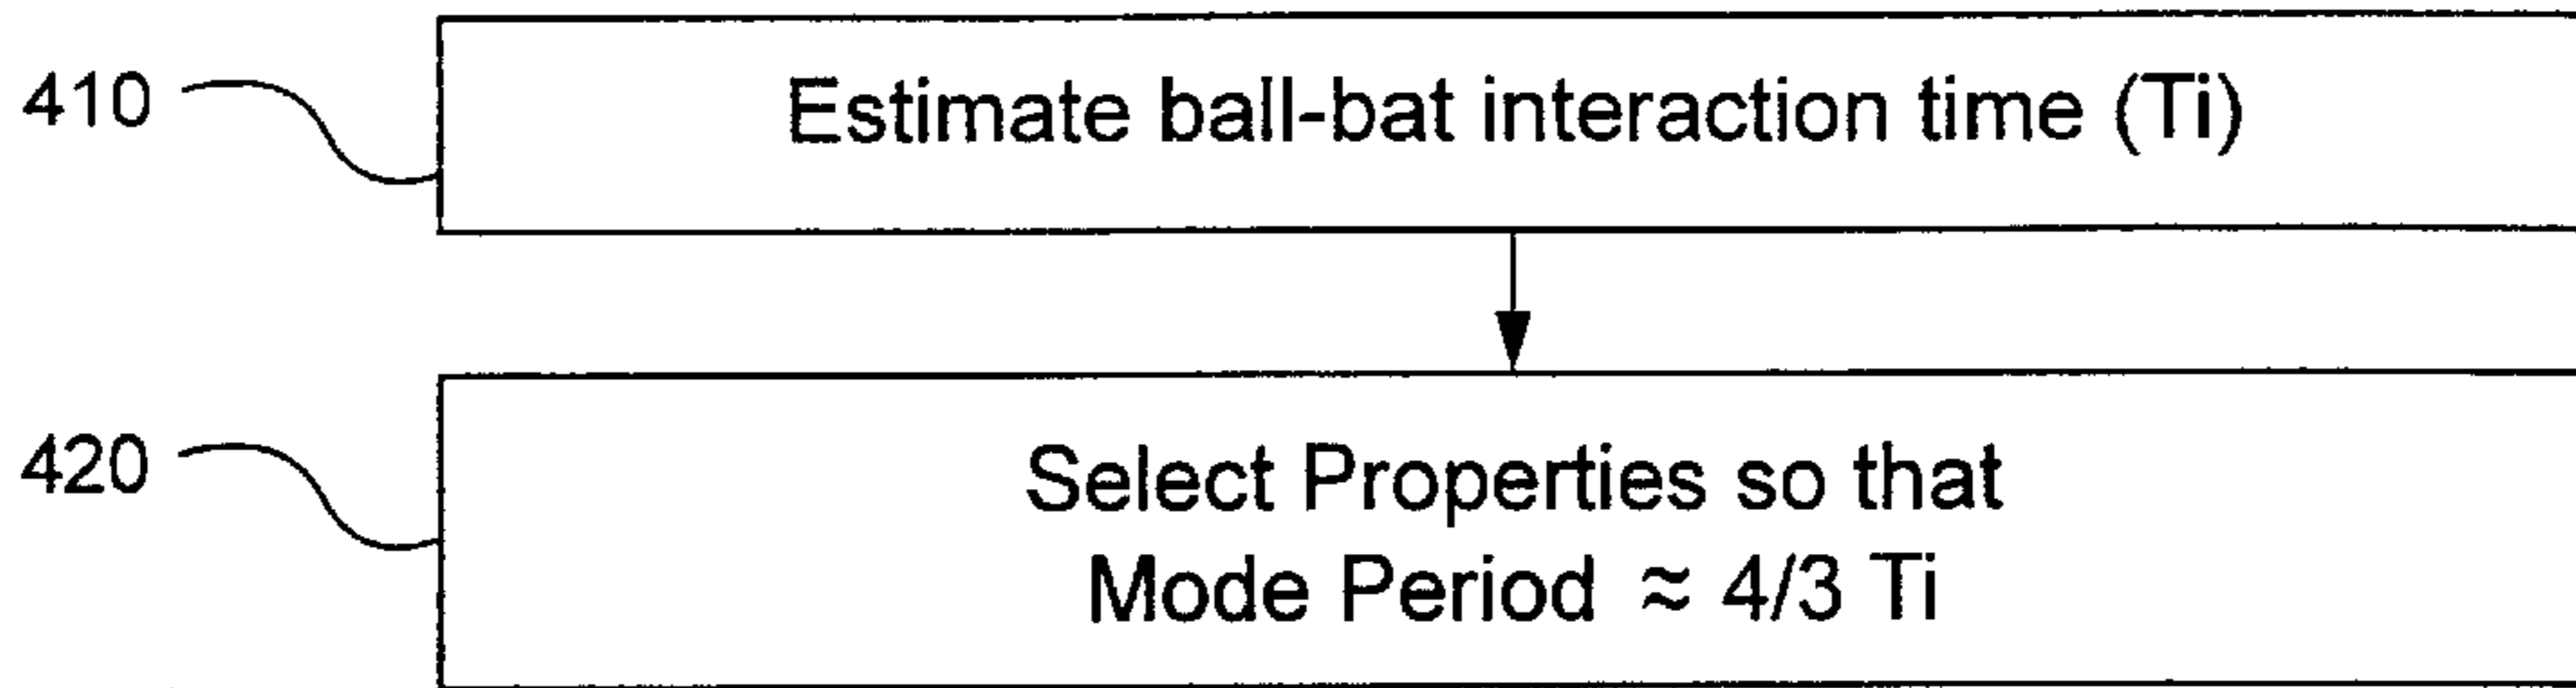 410
Estimate ball-bat interaction time (Ti)
420
Select Properties so that
Mode Period ≈ 4/3 Ti